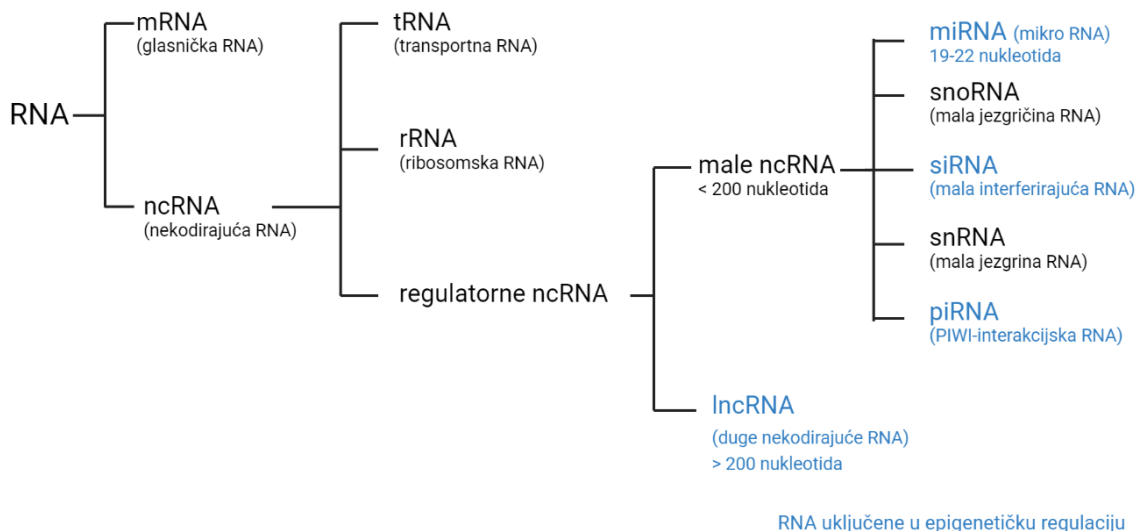 RNA
mRNA
(glasnička RNA)
ncRNA
(nekodirajuća RNA)
tRNA
(transportna RNA)
rRNA
(ribosomska RNA)
regulatorne ncRNA
male ncRNA
< 200 nukleotida
lncRNA
(duge nekodirajuće RNA)
> 200 nukleotida
miRNA (mikro RNA)
19-22 nukleotida
snoRNA
(mala jezgričina RNA)
siRNA
(mala interferirajuća RNA)
snRNA
(mala jezgrina RNA)
piRNA
(PIWI-interakcijska RNA)
RNA uključene u epigenetičku regulaciju